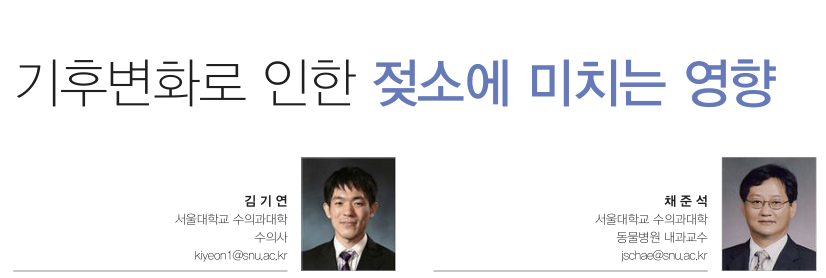 기후변화로 인한 젖소에 미치는 영향
김 기 연
서울대학교 수의과대학
수의사
kiyeon1@snu.ac.kr
채 준 석
서울대학교 수의과대학
동물병원 내과교수
jschae@snu.ac.kr